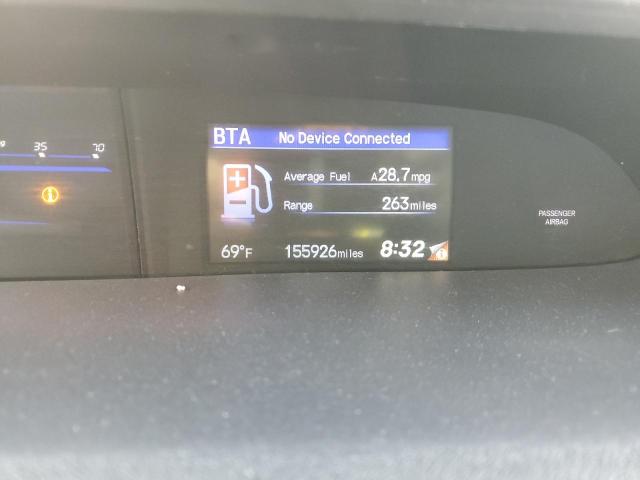 BTA No Device Connected
35 70
Average Fuel A28.7mpg
Range 263miles
PASSENGER
AIRBAG
69°F 155926miles 8:32